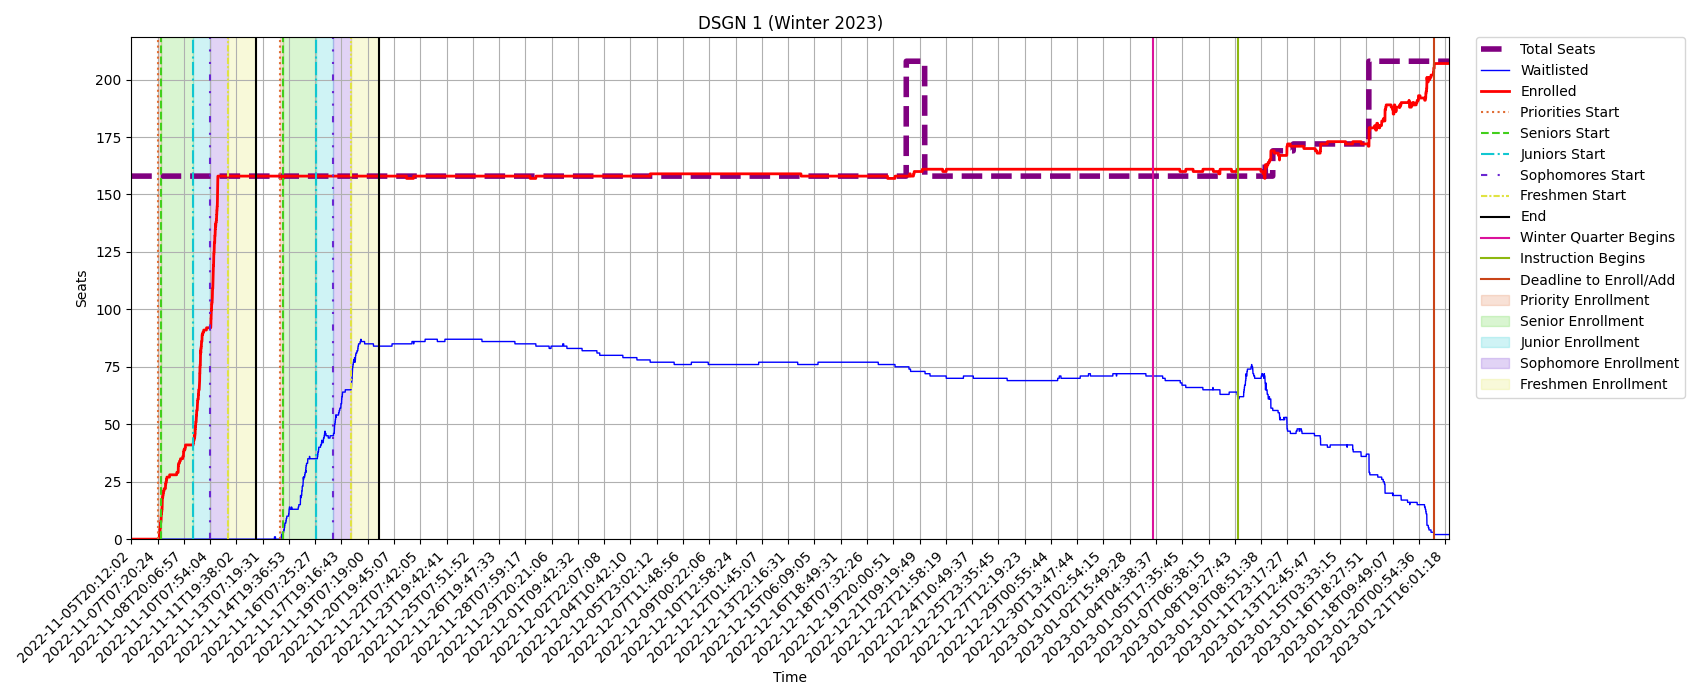 DSGN 1 (Winter 2023)
Seats
200
175
150
125
100
75
50
25
0
2022-11-05T20:12:02
2022-11-07T07:20:24
2022-11-08T20:06:57
2022-11-10T07:54:04
2022-11-11T19:38:02
2022-11-13T07:19:31
2022-11-14T19:36:53
2022-11-16T07:25:27
2022-11-17T19:16:43
2022-11-19T07:19:00
2022-11-20T19:45:07
2022-11-22T07:42:05
2022-11-23T19:42:41
2022-11-25T07:51:52
2022-11-26T19:47:33
2022-11-28T07:59:17
2022-11-29T20:21:06
2022-12-01T09:42:32
2022-12-02T22:07:08
2022-12-04T10:42:10
2022-12-05T23:02:12
2022-12-07T11:48:56
2022-12-09T00:22:06
2022-12-10T12:58:24
2022-12-12T01:45:07
2022-12-13T22:16:31
2022-12-15T06:09:05
2022-12-16T18:49:31
2022-12-18T07:32:26
2022-12-19T20:00:51
2022-12-21T09:19:49
2022-12-22T21:58:19
2022-12-24T10:49:37
2022-12-25T23:35:45
2022-12-27T12:19:23
2022-12-29T00:55:44
2022-12-30T13:47:44
2023-01-01T02:54:15
2023-01-02T15:49:28
2023-01-04T04:38:37
2023-01-05T17:35:45
2023-01-07T06:38:15
2023-01-08T19:27:43
2023-01-10T08:51:38
2023-01-11T23:17:27
2023-01-13T12:45:47
2023-01-15T03:33:15
2023-01-16T18:27:51
2023-01-18T09:49:07
2023-01-20T00:54:36
2023-01-21T16:01:18
Time
Total Seats
Waitlisted
Enrolled
Priorities Start
Seniors Start
Juniors Start
Sophomores Start
Freshmen Start
End
Winter Quarter Begins
Instruction Begins
Deadline to Enroll/Add
Priority Enrollment
Senior Enrollment
Junior Enrollment
Sophomore Enrollment
Freshmen Enrollment